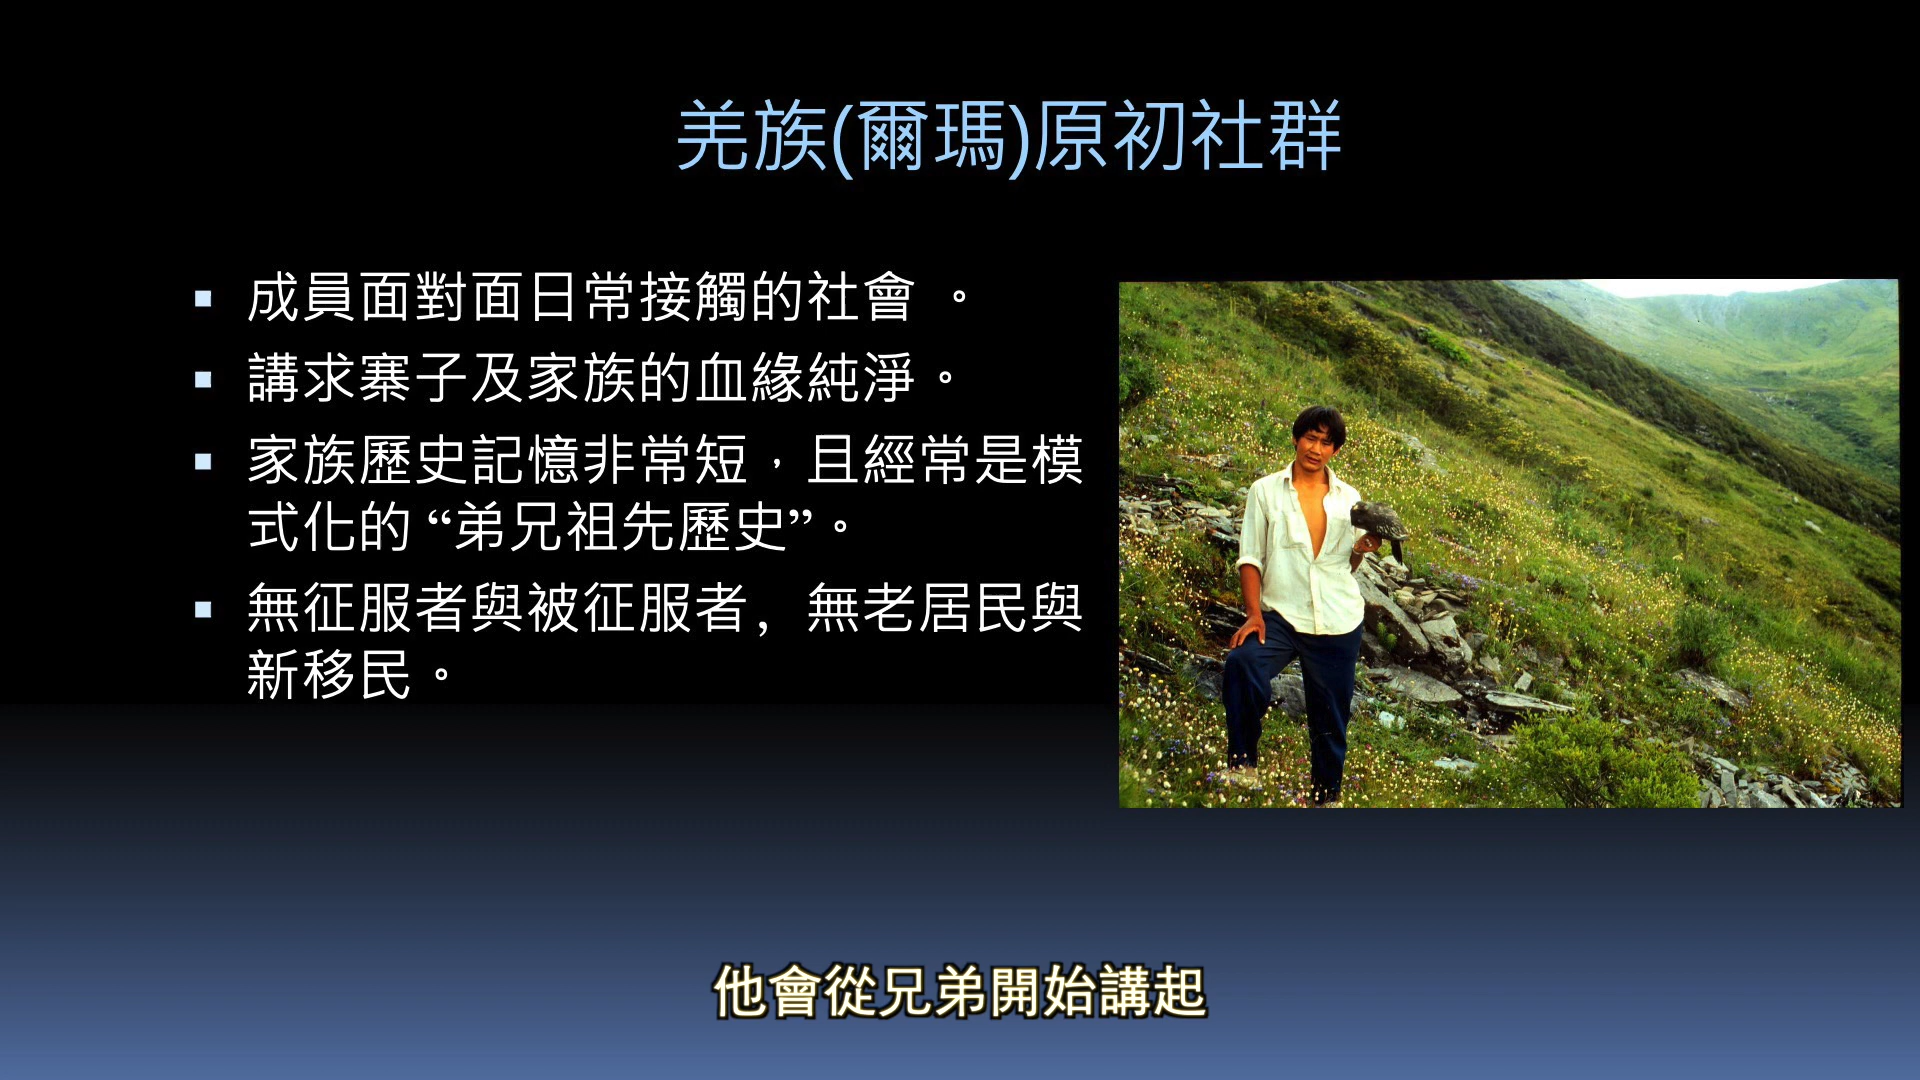 羌族(爾瑪)原初社群
成員面對面日常接觸的社會 。
講求寨子及家族的血緣純淨。
家族歷史記憶非常短，且經常是模
式化的 “弟兄祖先歷史”。
無征服者與被征服者，無老居民與
新移民。
他會從兄弟開始講起